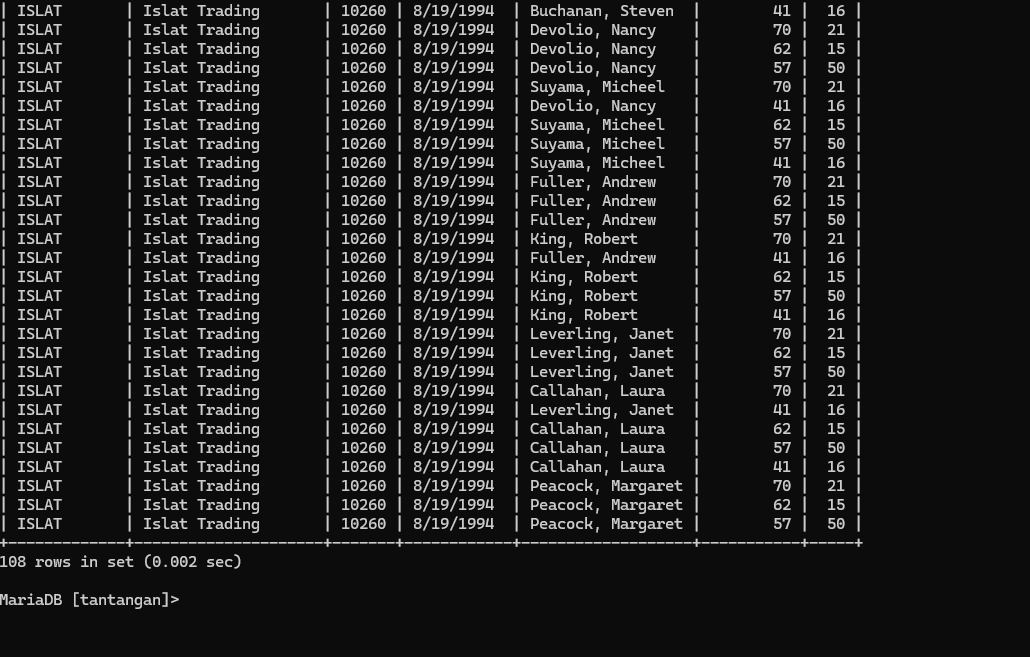 | ISLAT | Islat Trading | 10260 | 8/19/1994 | Buchanan, Steven | 41 | 16 |
| ISLAT | Islat Trading | 10260 | 8/19/1994 | Devolio, Nancy | 70 | 21 |
| ISLAT | Islat Trading | 10260 | 8/19/1994 | Devolio, Nancy | 62 | 15 |
| ISLAT | Islat Trading | 10260 | 8/19/1994 | Devolio, Nancy | 57 | 50 |
| ISLAT | Islat Trading | 10260 | 8/19/1994 | Suyama, Micheel | 70 | 21 |
| ISLAT | Islat Trading | 10260 | 8/19/1994 | Devolio, Nancy | 41 | 16 |
| ISLAT | Islat Trading | 10260 | 8/19/1994 | Suyama, Micheel | 62 | 15 |
| ISLAT | Islat Trading | 10260 | 8/19/1994 | Suyama, Micheel | 57 | 50 |
| ISLAT | Islat Trading | 10260 | 8/19/1994 | Suyama, Micheel | 41 | 16 |
| ISLAT | Islat Trading | 10260 | 8/19/1994 | Fuller, Andrew | 70 | 21 |
| ISLAT | Islat Trading | 10260 | 8/19/1994 | Fuller, Andrew | 62 | 15 |
| ISLAT | Islat Trading | 10260 | 8/19/1994 | Fuller, Andrew | 57 | 50 |
| ISLAT | Islat Trading | 10260 | 8/19/1994 | King, Robert | 70 | 21 |
| ISLAT | Islat Trading | 10260 | 8/19/1994 | Fuller, Andrew | 41 | 16 |
| ISLAT | Islat Trading | 10260 | 8/19/1994 | King, Robert | 62 | 15 |
| ISLAT | Islat Trading | 10260 | 8/19/1994 | King, Robert | 57 | 50 |
| ISLAT | Islat Trading | 10260 | 8/19/1994 | King, Robert | 41 | 16 |
| ISLAT | Islat Trading | 10260 | 8/19/1994 | Leverling, Janet | 70 | 21 |
| ISLAT | Islat Trading | 10260 | 8/19/1994 | Leverling, Janet | 62 | 15 |
| ISLAT | Islat Trading | 10260 | 8/19/1994 | Leverling, Janet | 57 | 50 |
| ISLAT | Islat Trading | 10260 | 8/19/1994 | Callahan, Laura | 70 | 21 |
| ISLAT | Islat Trading | 10260 | 8/19/1994 | Leverling, Janet | 41 | 16 |
| ISLAT | Islat Trading | 10260 | 8/19/1994 | Callahan, Laura | 62 | 15 |
| ISLAT | Islat Trading | 10260 | 8/19/1994 | Callahan, Laura | 57 | 50 |
| ISLAT | Islat Trading | 10260 | 8/19/1994 | Callahan, Laura | 41 | 16 |
| ISLAT | Islat Trading | 10260 | 8/19/1994 | Peacock, Margaret | 70 | 21 |
| ISLAT | Islat Trading | 10260 | 8/19/1994 | Peacock, Margaret | 62 | 15 |
| ISLAT | Islat Trading | 10260 | 8/19/1994 | Peacock, Margaret | 57 | 50 |
+-------------+---------------------+-------+------------+-------------------+-----------+-----+
108 rows in set (0.002 sec)
MariaDB [tantangan]>